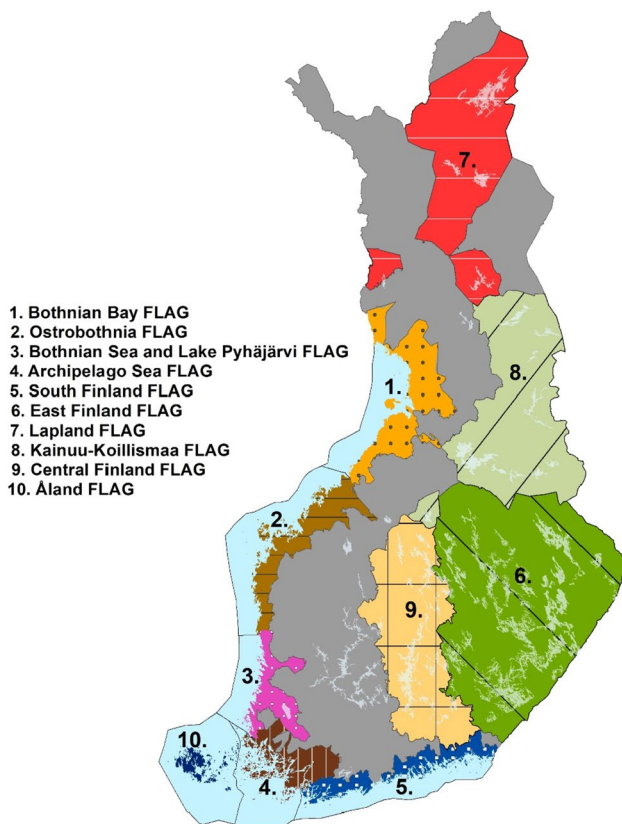 7.
1. Bothnian Bay FLAG
2. Ostrobothnia FLAG
3. Bothnian Sea and Lake Pyhäjärvi FLAG
4. Archipelago Sea FLAG
5. South Finland FLAG
6. East Finland FLAG
7. Lapland FLAG
8. Kainuu-Koillismaa FLAG
9. Central Finland FLAG
10. Åland FLAG
8.
1.
2.
6.
9.
3.
10.
4.
5.